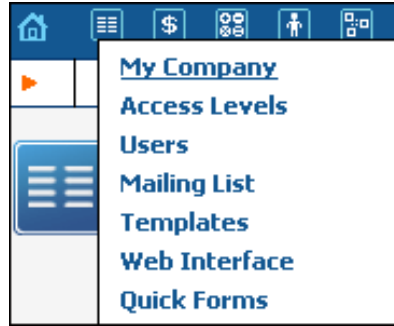 $
My Company
Access Levels
Users
Mailing List
Templates
Web Interface
Quick Forms